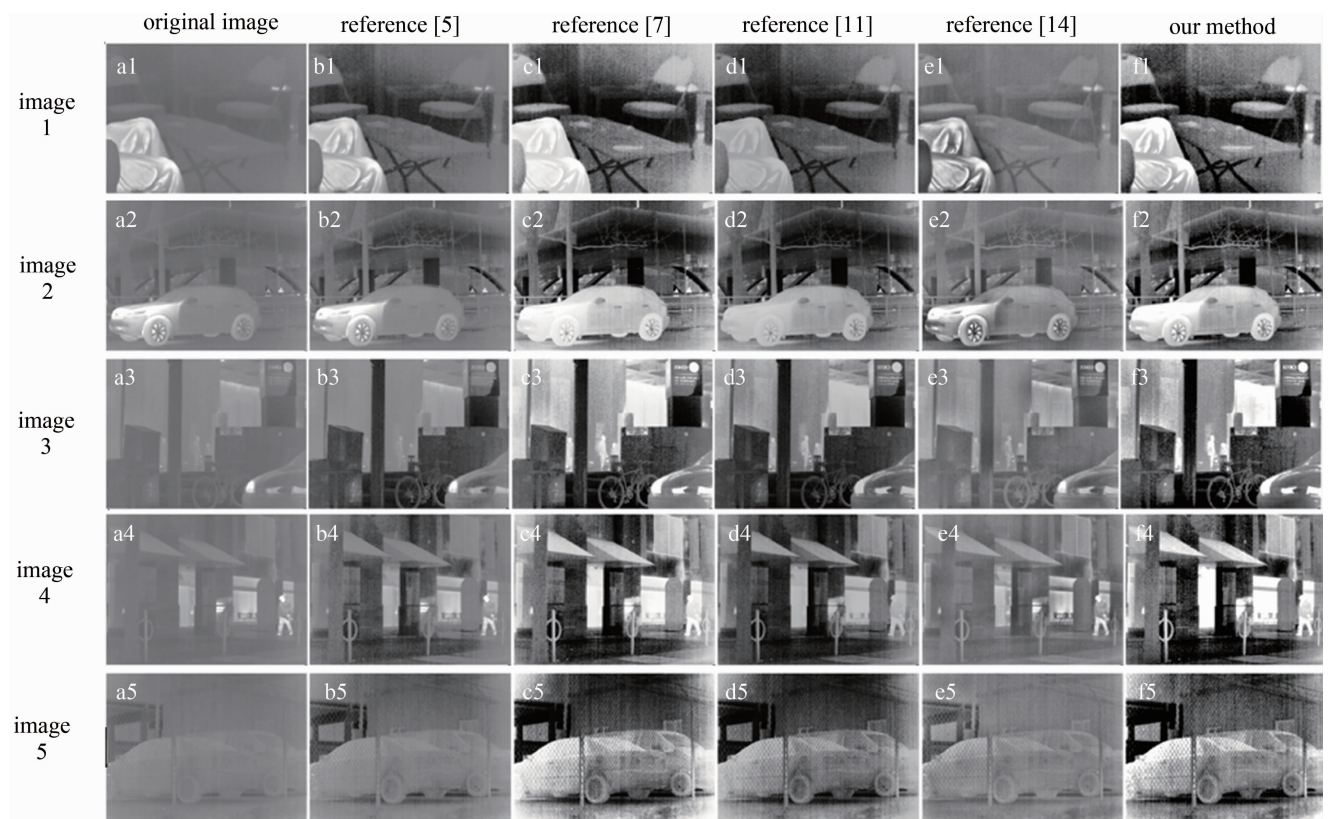 original image reference [5] reference [7] reference [11] reference [14] our method
a1 b1 c1 d1 e1 f1
image
1
a2 b2 c2 d2 e2 f2
image
2
a3 b3 c3 d3 e3 f3
image
3
a4 b4 c4 d4 e4 f4
image
4
a5 b5 c5 d5 e5 f5
image
5